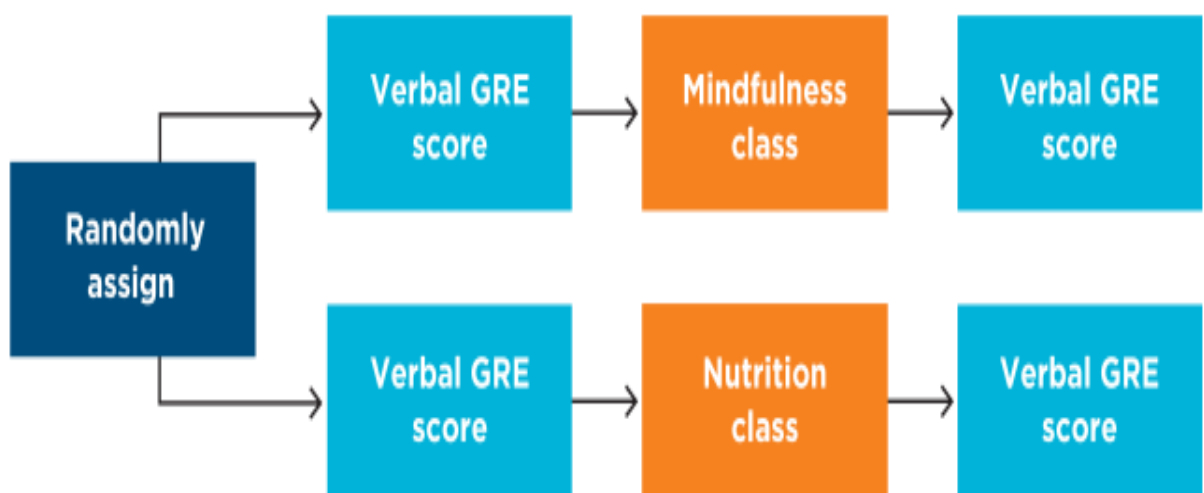 Randomly
assign
Verbal GRE
score
Mindfulness
class
Verbal GRE
score
Verbal GRE
score
Nutrition
class
Verbal GRE
score